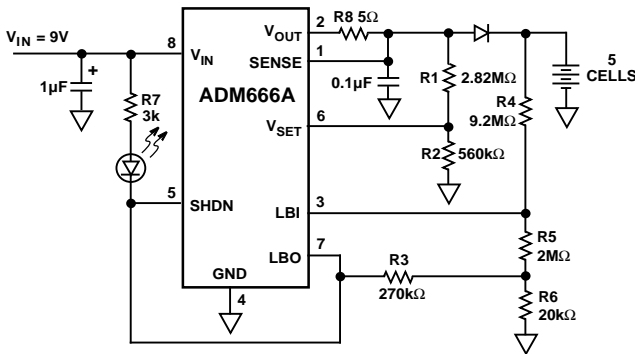 V_IN = 9V
1µF
+
R7
3k
8
V_IN
ADM666A
V_OUT
2
R8 5Ω
SENSE
1
0.1µF
R1
2.82MΩ
5
CELLS
R4
9.2MΩ
V_SET
6
R2
560kΩ
5
SHDN
LBI
3
LBO
7
R5
2MΩ
R3
270kΩ
GND
4
R6
20kΩ